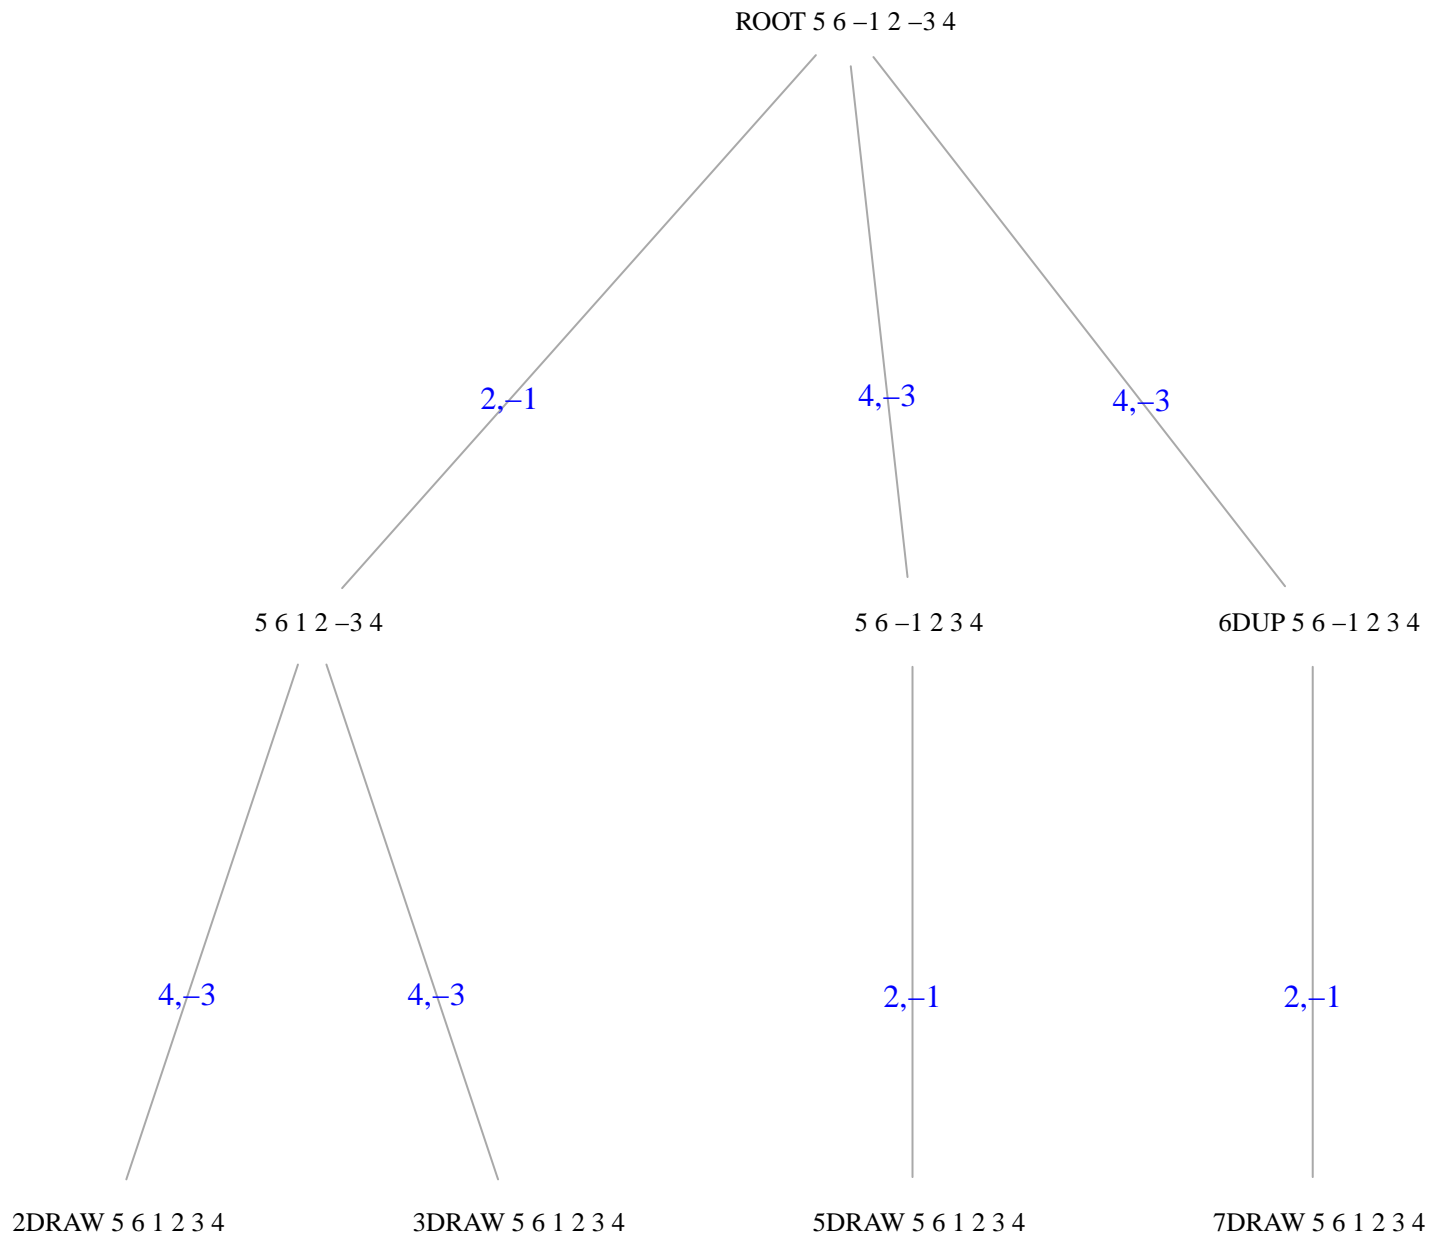 ROOT 5 6 –1 2 –3 4
2,–1
4,–3
4,–3
5 6 1 2 –3 4
5 6 –1 2 3 4
6DUP 5 6 –1 2 3 4
4,–3
4,–3
2,–1
2,–1
2DRAW 5 6 1 2 3 4
3DRAW 5 6 1 2 3 4
5DRAW 5 6 1 2 3 4
7DRAW 5 6 1 2 3 4